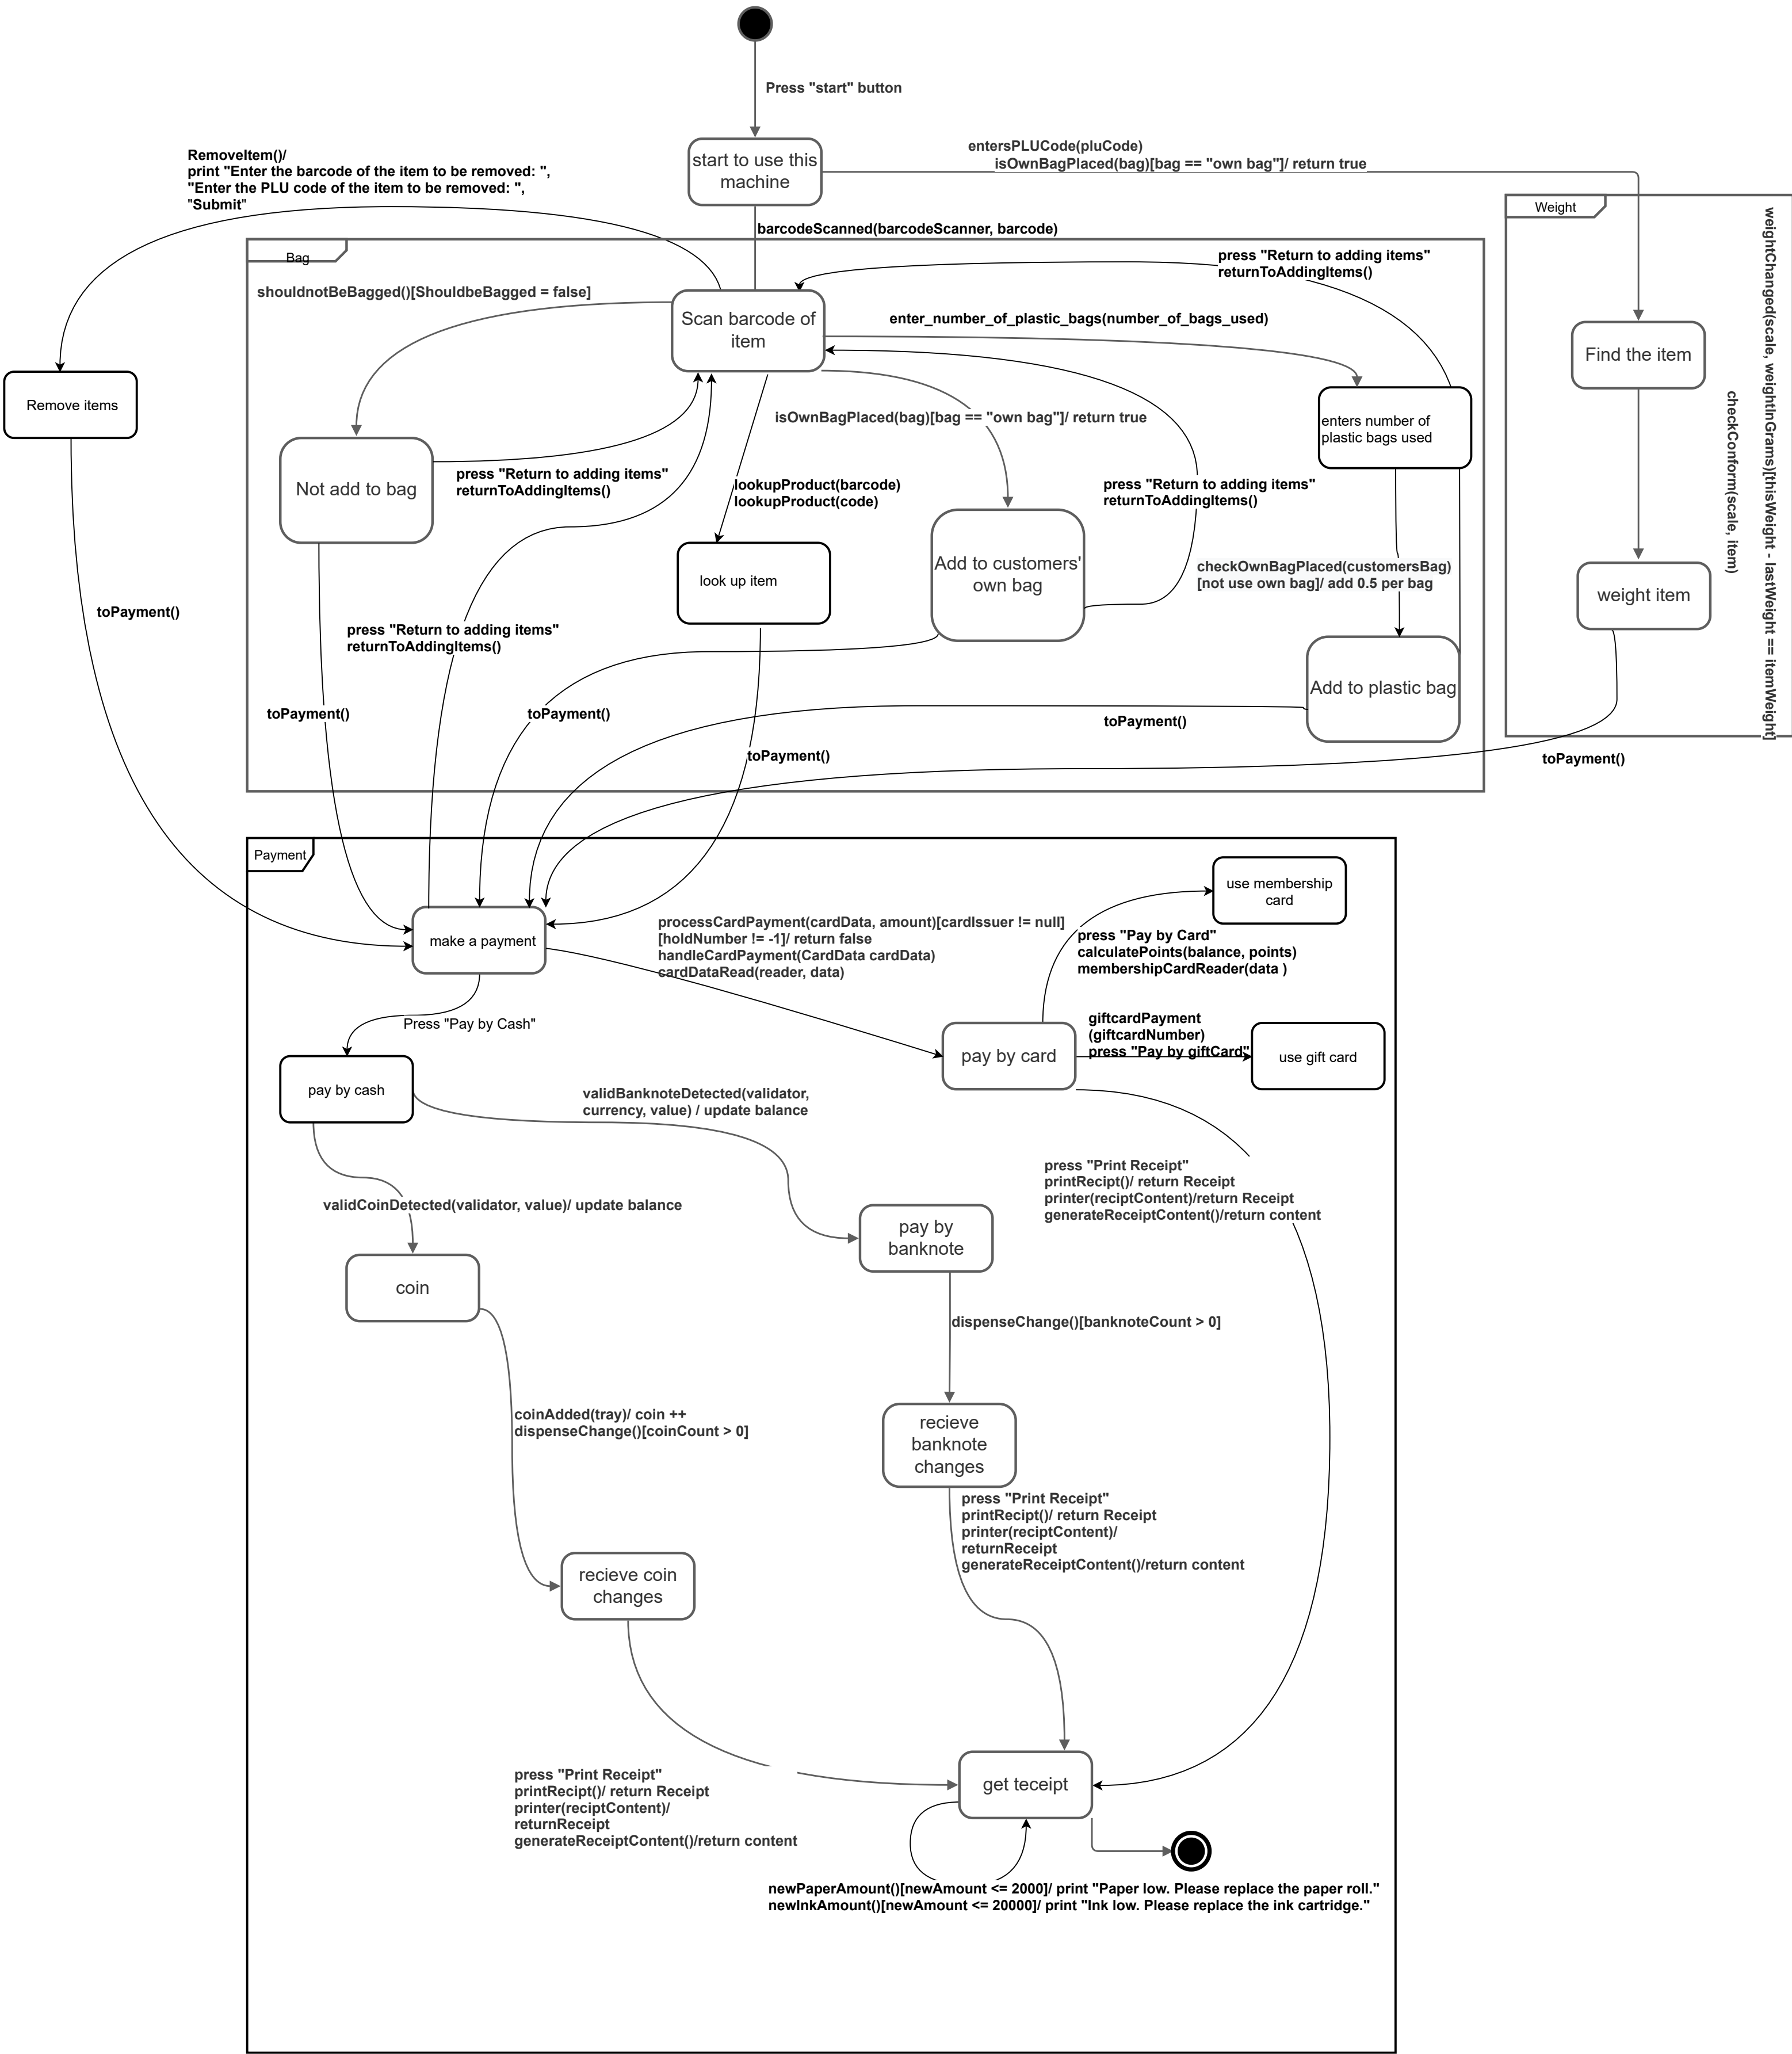 Press "start" button
start to use this
machine
entersPLUCode(pluCode)
isOwnBagPlaced(bag)[bag == "own bag"]/ return true
RemoveItem()/
print "Enter the barcode of the item to be removed: ",
"Enter the PLU code of the item to be removed: ",
"Submit"
barcodeScanned(barcodeScanner, barcode)
Weight
weightChanged(scale, weightInGrams)[thisWeight - lastWeight == itemWeight]
checkConform(scale, item)
Find the item
weight item
toPayment()
Bag
shouldnotBeBagged()[ShouldbeBagged = false]
Scan barcode of
item
press "Return to adding items"
returnToAddingItems()
enter_number_of_plastic_bags(number_of_bags_used)
Remove items
enters number of
plastic bags used
isOwnBagPlaced(bag)[bag == "own bag"]/ return true
Not add to bag
press "Return to adding items"
returnToAddingItems()
lookupProduct(barcode)
lookupProduct(code)
press "Return to adding items"
returnToAddingItems()
Add to customers'
own bag
look up item
checkOwnBagPlaced(customersBag)
[not use own bag]/ add 0.5 per bag
toPayment()
press "Return to adding items"
returnToAddingItems()
Add to plastic bag
toPayment()
toPayment()
toPayment()
toPayment()
Payment
make a payment
processCardPayment(cardData, amount)[cardIssuer != null]
[holdNumber != -1]/ return false
handleCardPayment(CardData cardData)
cardDataRead(reader, data)
use membership
card
press "Pay by Card"
calculatePoints(balance, points)
membershipCardReader(data )
Press "Pay by Cash"
pay by card
giftcardPayment
(giftcardNumber)
press "Pay by giftCard"
use gift card
pay by cash
validBanknoteDetected(validator,
currency, value) / update balance
press "Print Receipt"
printRecipt()/ return Receipt
printer(reciptContent)/return Receipt
generateReceiptContent()/return content
validCoinDetected(validator, value)/ update balance
pay by
banknote
coin
dispenseChange()[banknoteCount > 0]
coinAdded(tray)/ coin ++
dispenseChange()[coinCount > 0]
recieve
banknote
changes
press "Print Receipt"
printRecipt()/ return Receipt
printer(reciptContent)/
returnReceipt
generateReceiptContent()/return content
recieve coin
changes
press "Print Receipt"
printRecipt()/ return Receipt
printer(reciptContent)/
returnReceipt
generateReceiptContent()/return content
get teceipt
newPaperAmount()[newAmount <= 2000]/ print "Paper low. Please replace the paper roll."
newInkAmount()[newAmount <= 20000]/ print "Ink low. Please replace the ink cartridge."